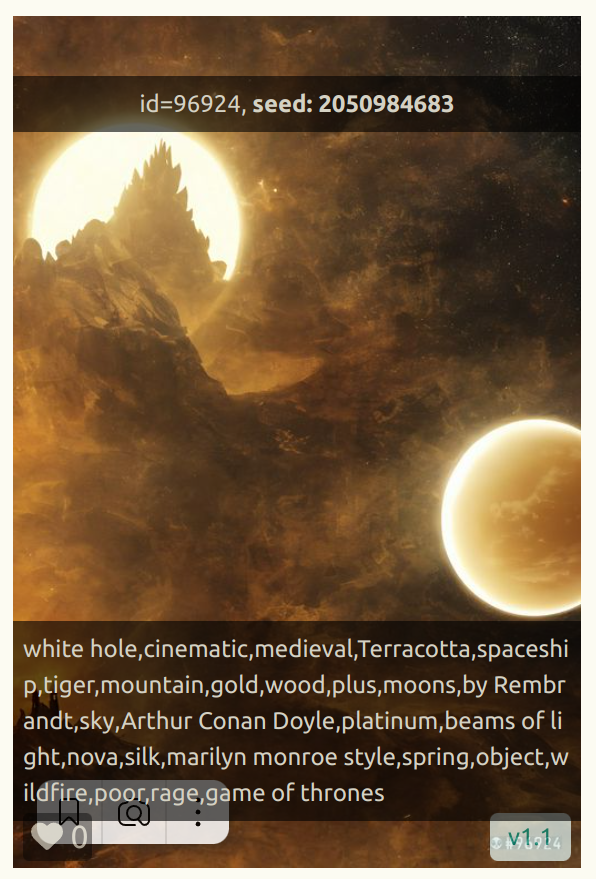 id=96924, seed: 2050984683
white hole,cinematic,medieval,Terracotta,spaceshi
p,tiger,mountain,gold,wood,plus,moons,by Rembr
andt,sky,Arthur Conan Doyle,platinum,beams of li
ght,nova,silk,marilyn monroe style,spring,object,w
ildfire,poor,rage,game of thrones
0
v1.1
#96924